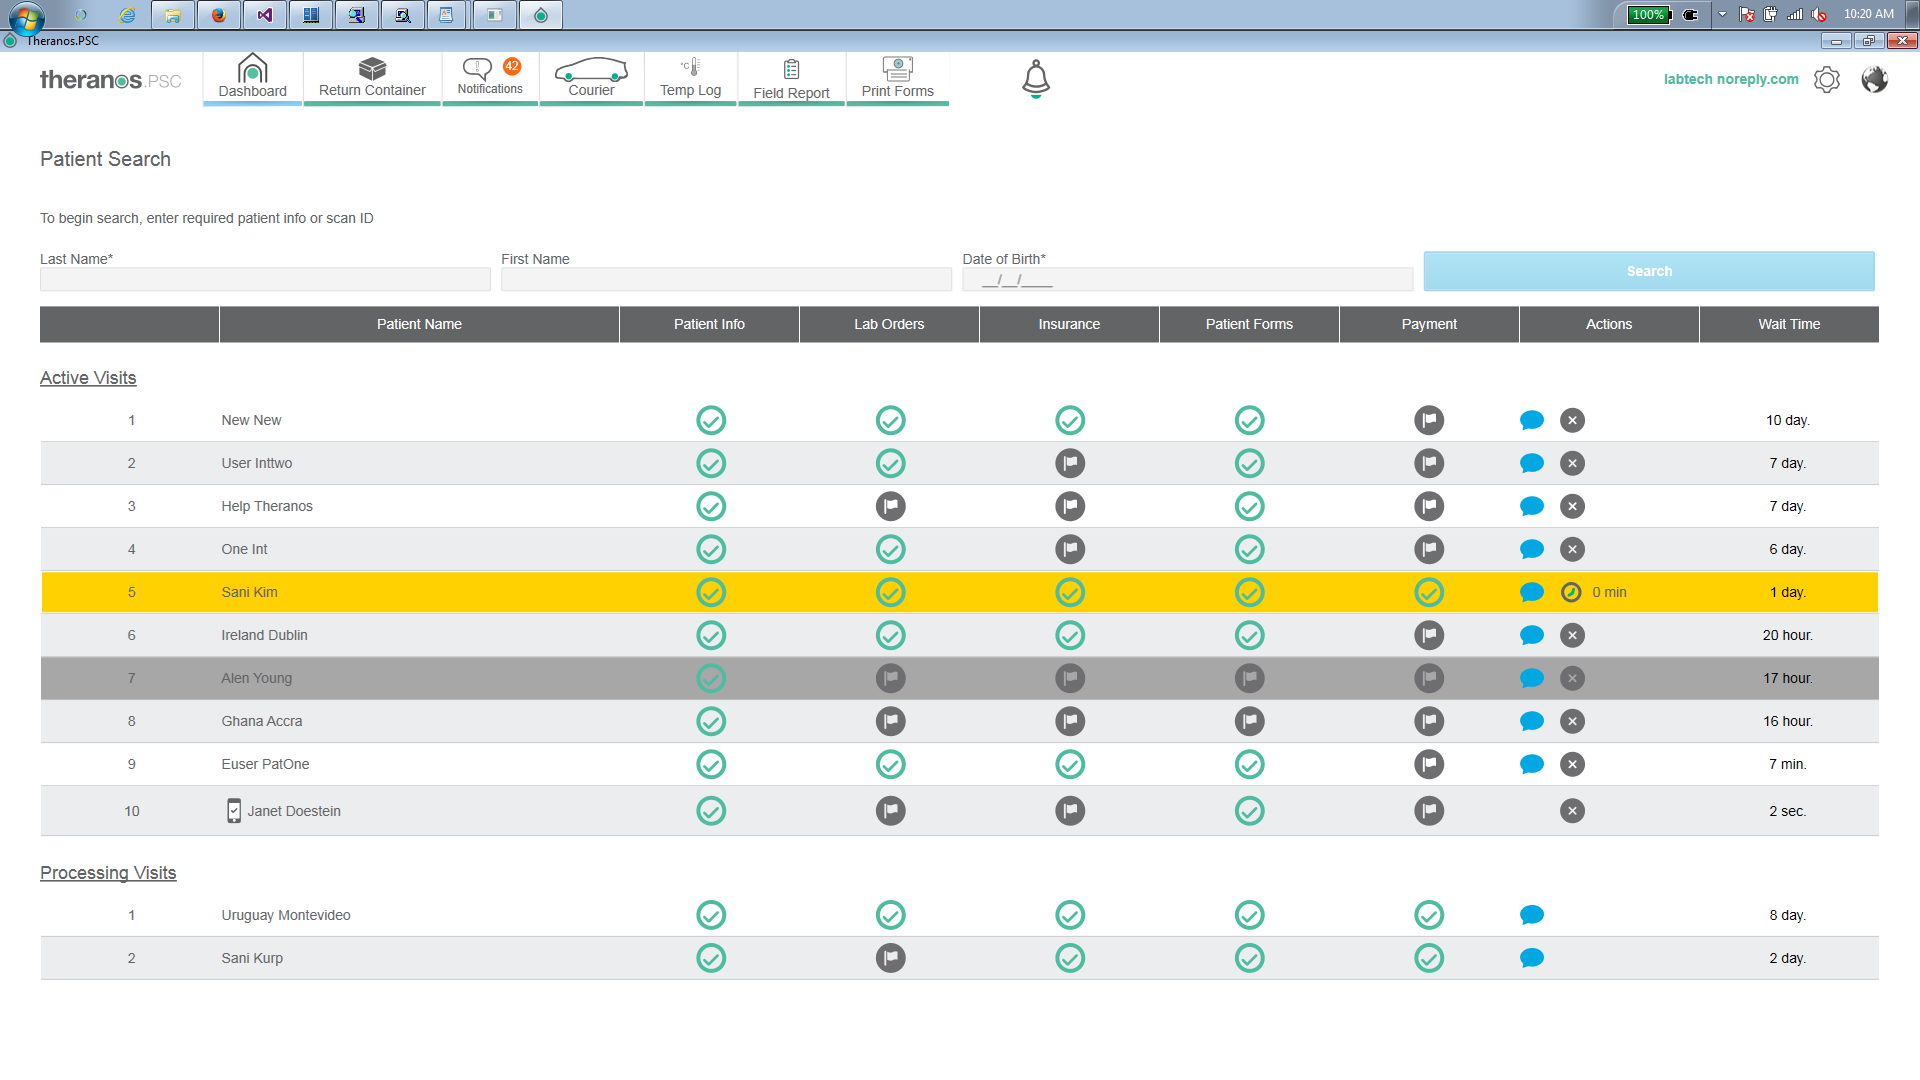 100%
10:20 AM
Theranos.PSC
theranos.PSC
Dashboard
Return Container
42
Notifications
Courier
°C
Temp Log
Field Report
Print Forms
labtech noreply.com
Patient Search
To begin search, enter required patient info or scan ID
Last Name*
First Name
Date of Birth*
__/__/____
Search
Patient Name Patient Info Lab Orders Insurance Patient Forms Payment Actions Wait Time
Active Visits
1 New New 10 day.
2 User Inttwo 7 day.
3 Help Theranos 7 day.
4 One Int 6 day.
5 Sani Kim 0 min 1 day.
6 Ireland Dublin 20 hour.
7 Alen Young 17 hour.
8 Ghana Accra 16 hour.
9 Euser PatOne 7 min.
10 Janet Doestein 2 sec.
Processing Visits
1 Uruguay Montevideo 8 day.
2 Sani Kurp 2 day.